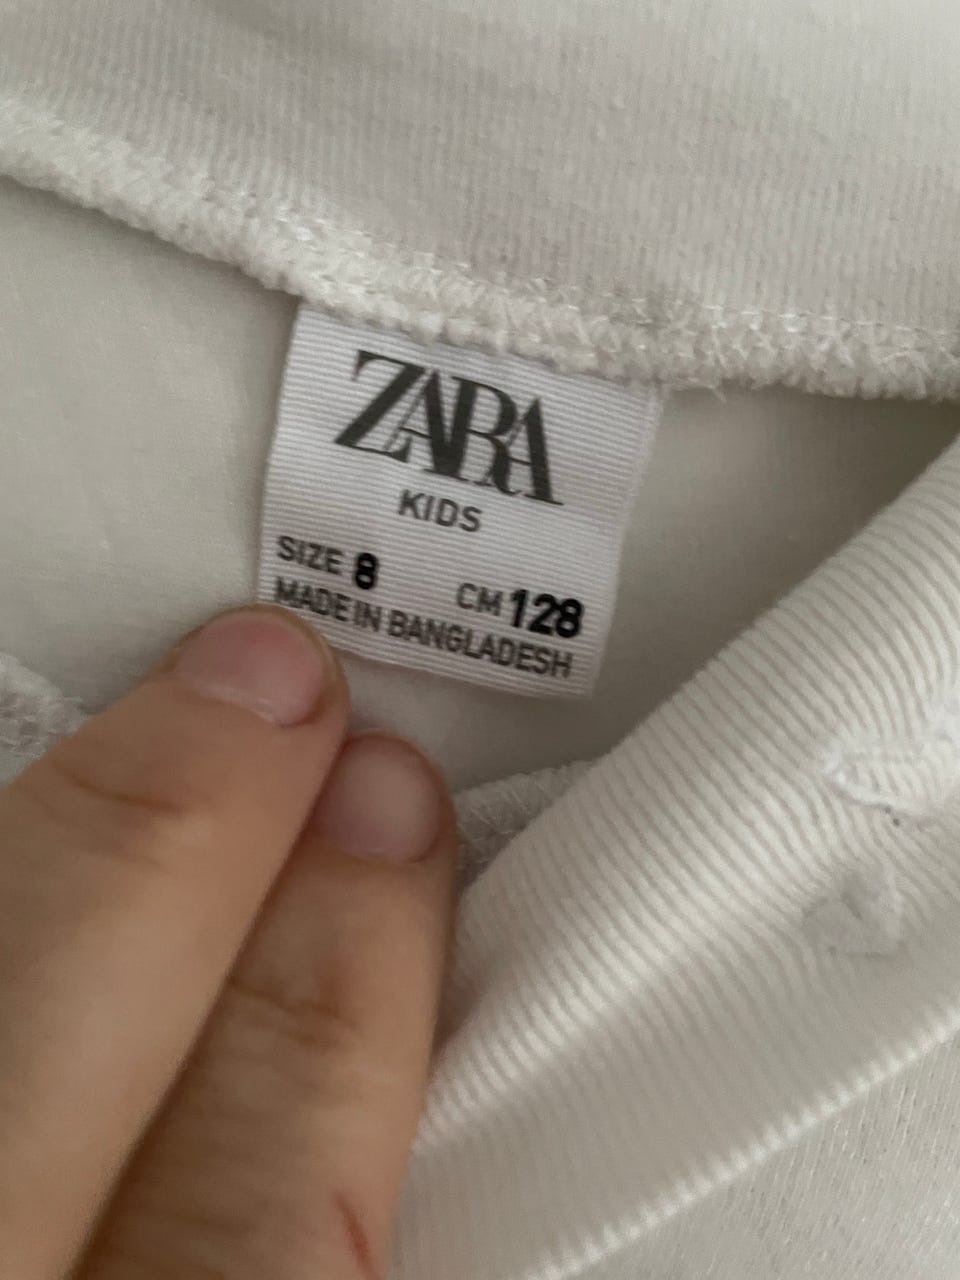 ZARA
KIDS
SIZE 8 CM 128
MADE IN BANGLADESH